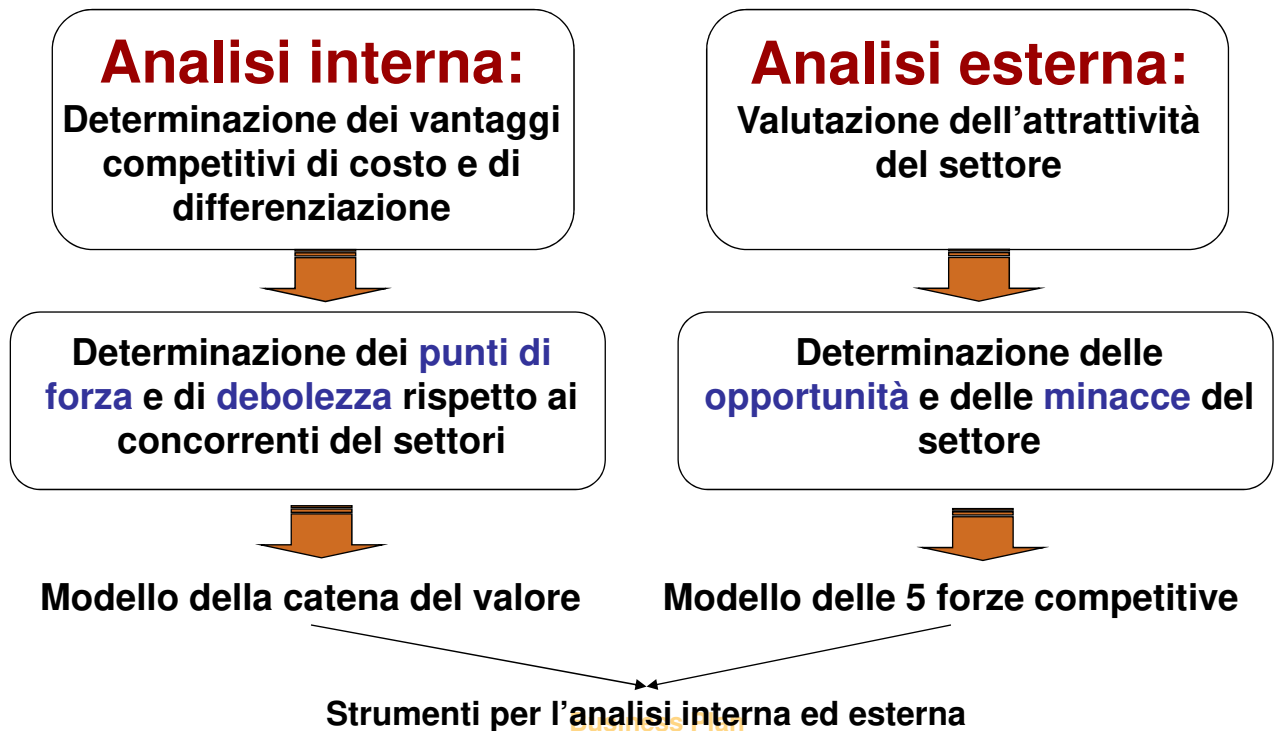 Analisi interna:
Determinazione dei vantaggi
competitivi di costo e di
differenziazione
Analisi esterna:
Valutazione dell'attrattività
del settore
Determinazione dei punti di
forza e di debolezza rispetto ai
concorrenti del settori
Determinazione delle
opportunità e delle minacce del
settore
Modello della catena del valore
Modello delle 5 forze competitive
Strumenti per l'analisi interna ed esterna
Business Plan